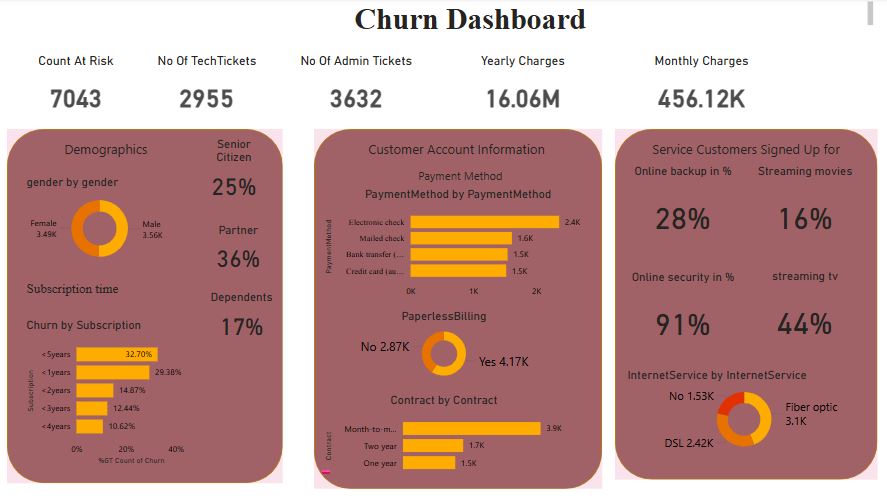 Churn Dashboard
Count At Risk
7043
No Of TechTickets
2955
No Of Admin Tickets
3632
Yearly Charges
16.06M
Monthly Charges
456.12K
Demographics
gender by gender
Female
3.49K
Male
3.56K
Senior
Citizen
25%
Partner
36%
Dependents
17%
Subscription time
Churn by Subscription
Subscription
<5years
32.70%
<1years
29.38%
<2years
14.87%
<3years
12.44%
<4years
10.62%
0%
20%
40%
%GT Count of Churn
Customer Account Information
Payment Method
PaymentMethod by PaymentMethod
PaymentMethod
Electronic check
2.4K
Mailed check
1.6K
Bank transfer (...
1.5K
Credit card (au...
1.5K
0K
1K
2K
PaperlessBilling
No 2.87K
Yes 4.17K
Contract by Contract
Contract
Month-to-m...
3.9K
Two year
1.7K
One year
1.5K
Service Customers Signed Up for
Online backup in %
28%
Streaming movies
16%
Online security in %
91%
streaming tv
44%
InternetService by InternetService
No 1.53K
Fiber optic
3.1K
DSL 2.42K